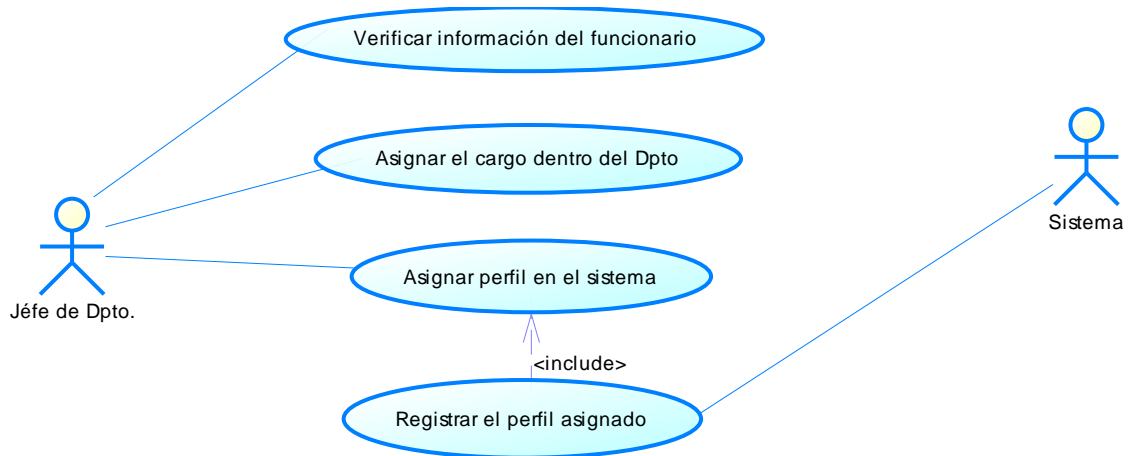 Verificar información del funcionario
Asignar el cargo dentro del Dpto
Sistema
Asignar perfil en el sistema
Jéfe de Dpto.
<include>
Registrar el perfil asignado